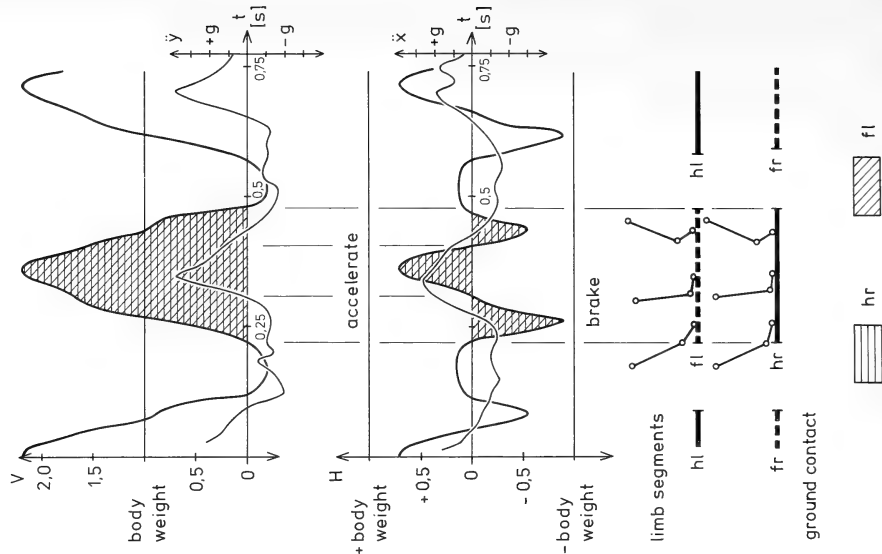 V
2,0
1,5
body
weight
0,5
0
ÿ
+g
-g
t
[s]
0,25
0,5
0,75
accelerate
H
+ body
weight
+0,5
0
- 0,5
- body
weight
ẍ
+g
-g
t
[s]
0,25
0,5
0,75
brake
limb segments
hl
fl
hl
fr
hr
fr
ground contact
hr
fl